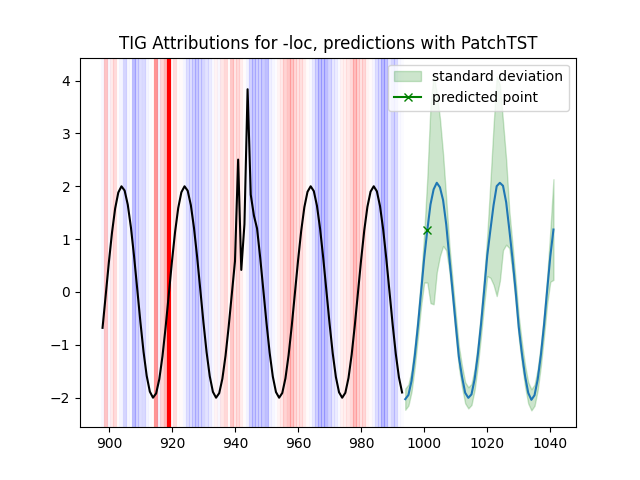 TIG Attributions for -loc, predictions with PatchTST
standard deviation
predicted point
4
3
2
1
0
−1
−2
900 920 940 960 980 1000 1020 1040